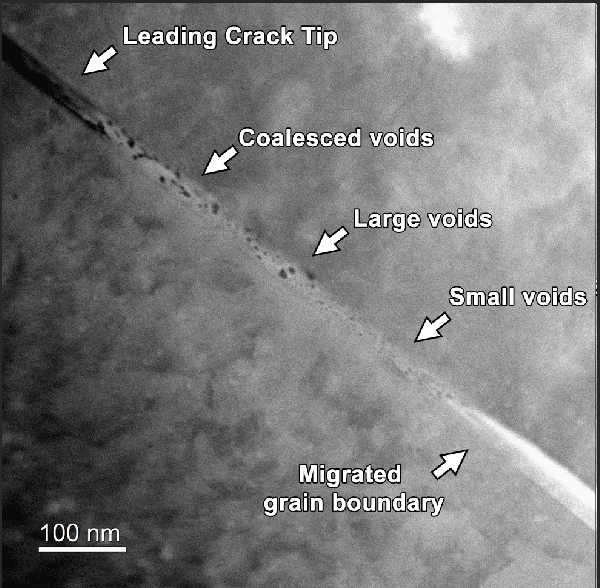 Leading Crack Tip
Coalesced voids
Large voids
Small voids
Migrated
grain boundary
100 nm